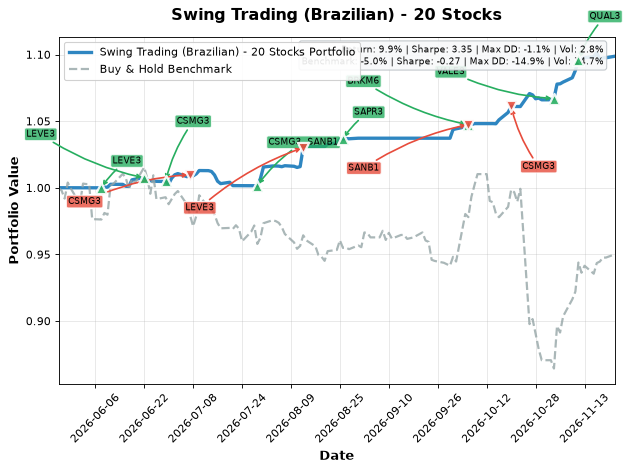 Swing Trading (Brazilian) - 20 Stocks
QUAL3
Swing Trading (Brazilian) - 20 Stocks Portfolio
Buy & Hold Benchmark
9.9% | Sharpe: 3.35 | Max DD: -1.1% | Vol: 2.8%
-5.0% | Sharpe: -0.27 | Max DD: -14.9% | Vol:
VALE3
BRKM6
SAPR3
CSMG3
LEVE3
CSMG3
SANB1
LEVE3
SANB1
CSMG3
CSMG3
LEVE3
1.10
1.05
1.00
0.95
0.90
Portfolio Value
2026-06-06
2026-06-22
2026-07-08
2026-07-24
2026-08-09
2026-08-25
2026-09-10
2026-09-26
2026-10-12
2026-10-28
2026-11-13
Date